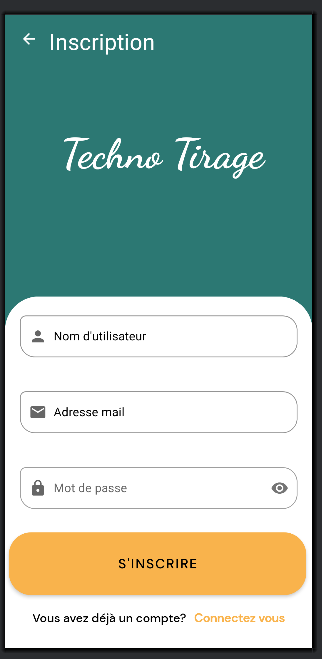 Inscription
Techno Tirage
Nom d'utilisateur
Adresse mail
Mot de passe
S'INSCRIRE
Vous avez déjà un compte? Connectez vous